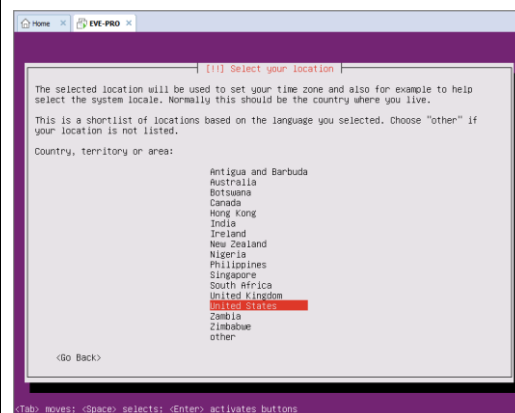 Home × EVE-PRO ×
[!!] Select your location
The selected location will be used to set your time zone and also for example to help
select the system locale. Normally this should be the country where you live.
This is a shortlist of locations based on the language you selected. Choose "other" if
your location is not listed.
Country, territory or area:
Antigua and Barbuda
Australia
Botswana
Canada
Hong Kong
India
Ireland
New Zealand
Nigeria
Philippines
Singapore
South Africa
United Kingdom
United States
Zambia
Zimbabwe
other
<Go Back>
<Tab> moves; <Space> selects; <Enter> activates buttons